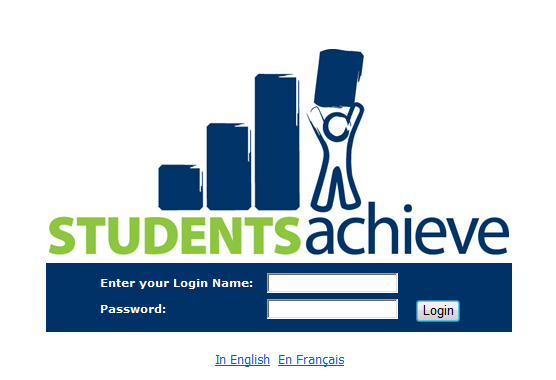 STUDENTSachieve
Enter your Login Name:
Password:
Login
In English En Français